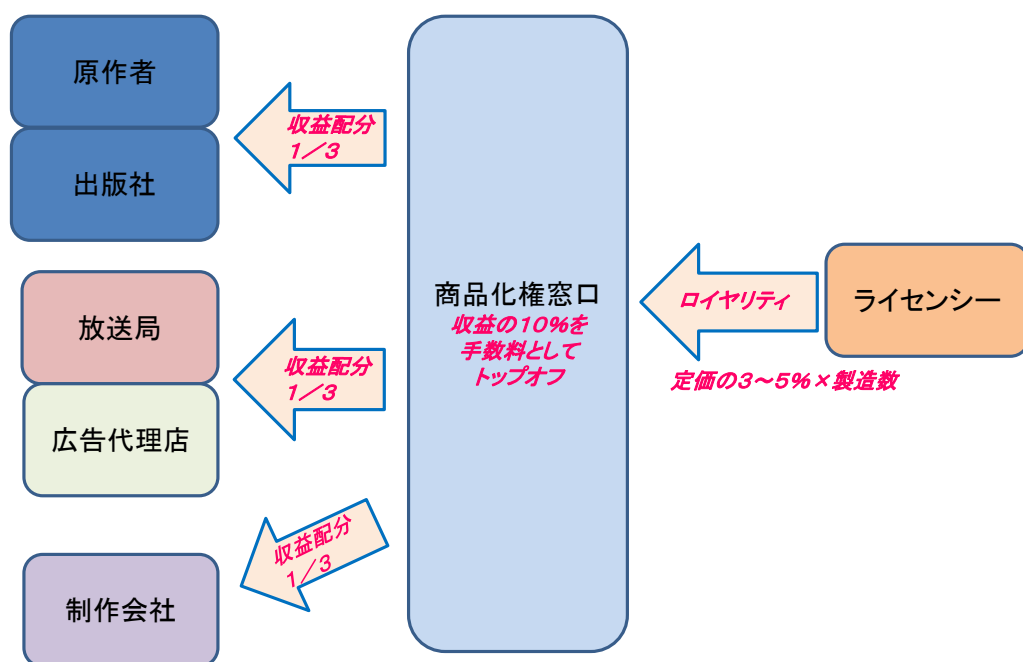 原作者
出版社
収益配分
1／3
放送局
広告代理店
収益配分
1／3
制作会社
収益配分
1／3
商品化権窓口
収益の10%を
手数料として
トップオフ
ロイヤリティ
定価の3～5%×製造数
ライセンシー